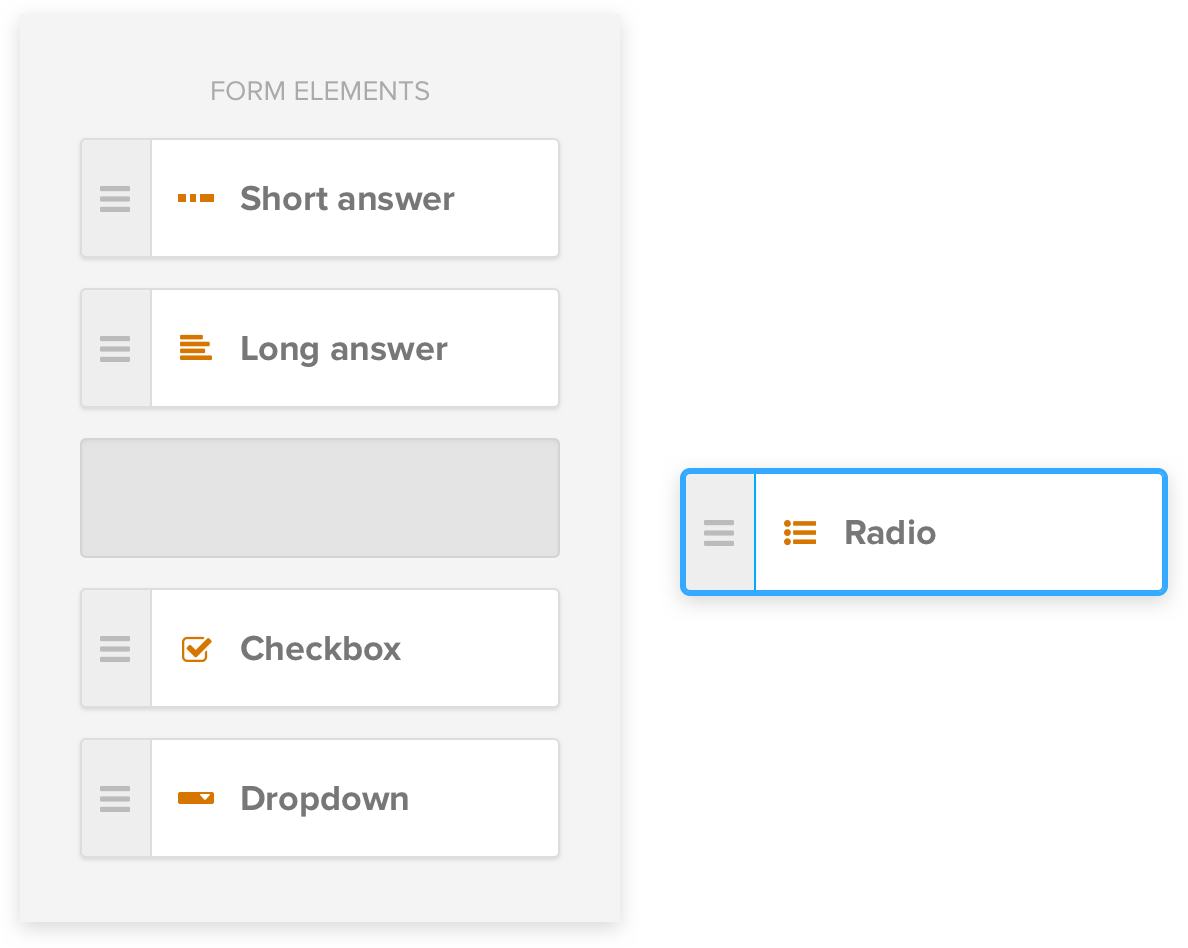 FORM ELEMENTS
Short answer
Long answer
Radio
Checkbox
Dropdown